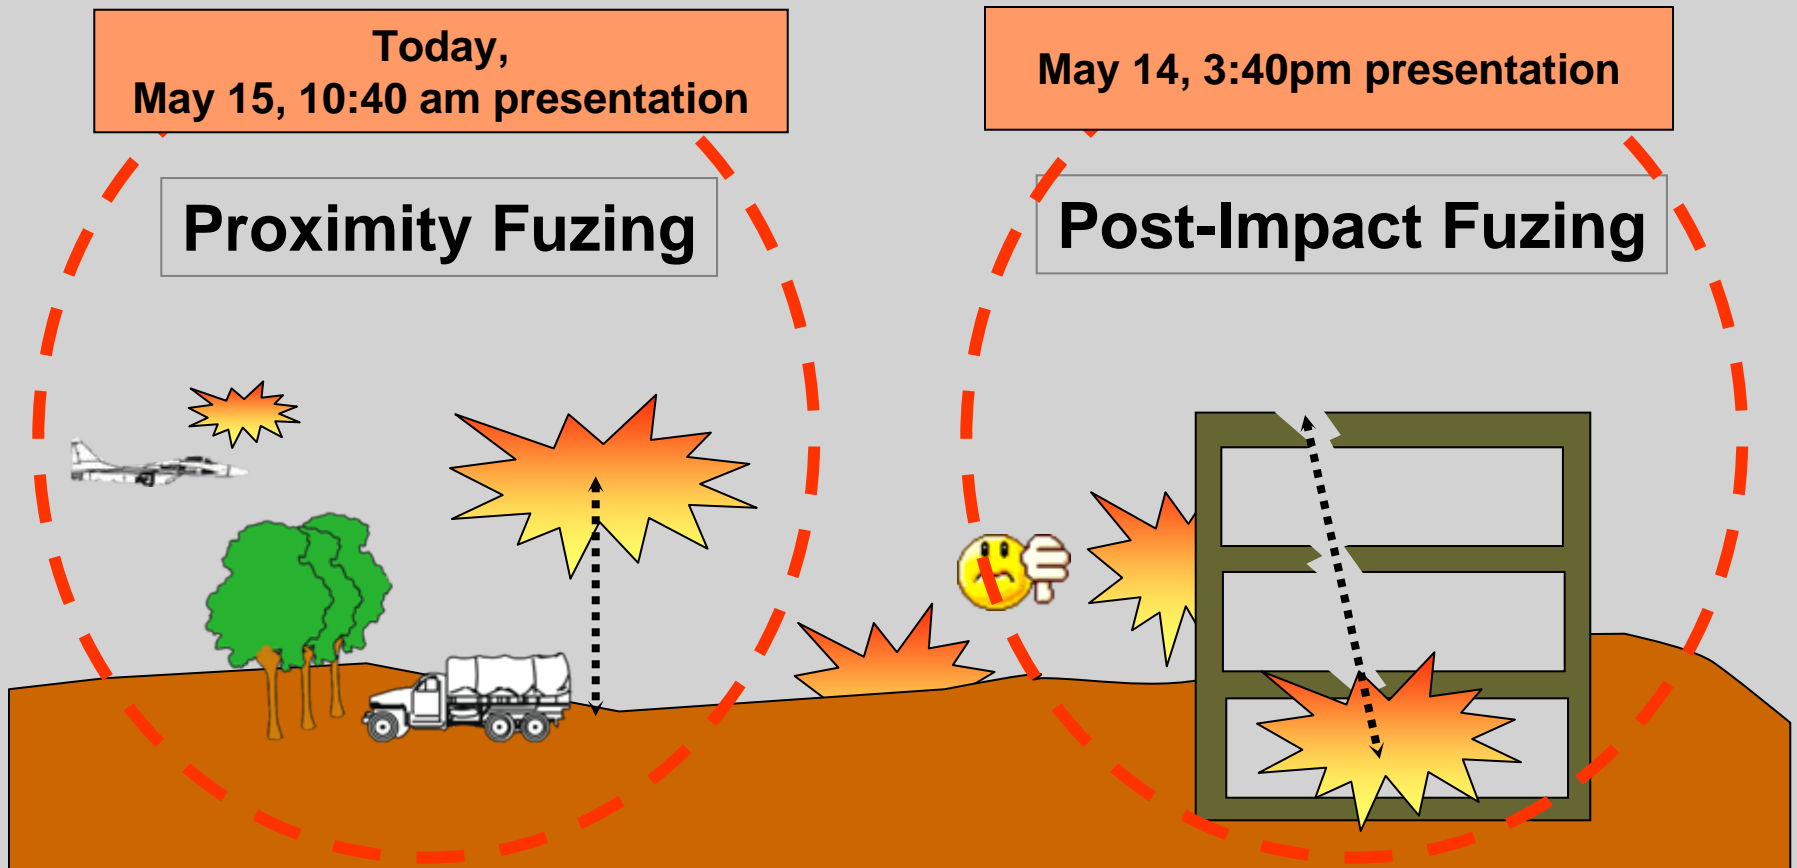 Today,
May 15, 10:40 am presentation
May 14, 3:40pm presentation
Proximity Fuzing
Post-Impact Fuzing